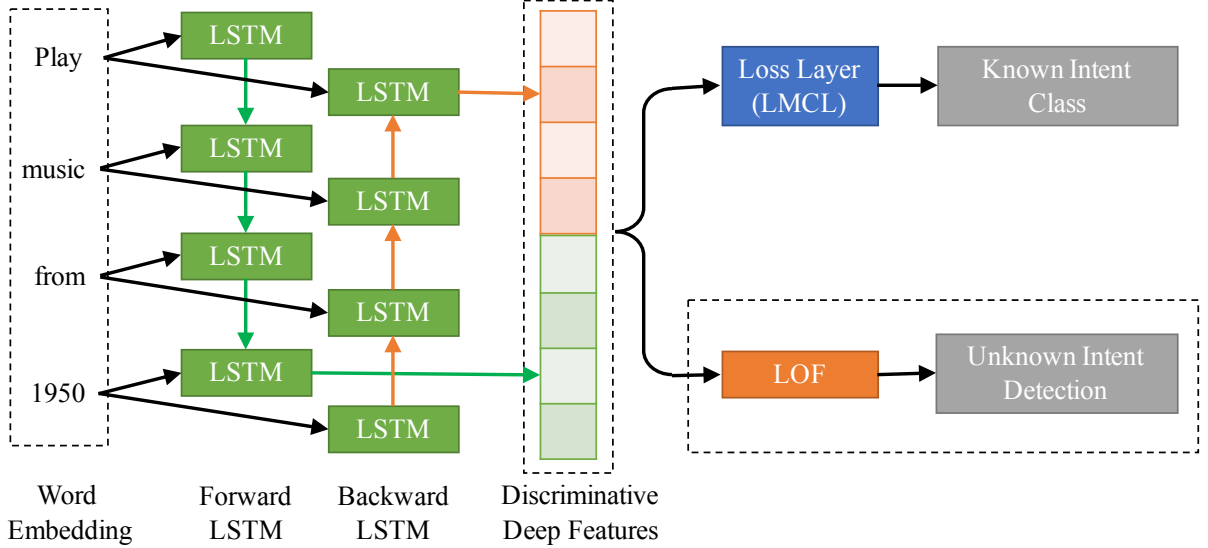 Play
music
from
1950
LSTM
LSTM
LSTM
LSTM
LSTM
LSTM
LSTM
LSTM
Loss Layer
(LMCL)
Known Intent
Class
LOF
Unknown Intent
Detection
Word
Embedding
Forward
LSTM
Backward
LSTM
Discriminative
Deep Features